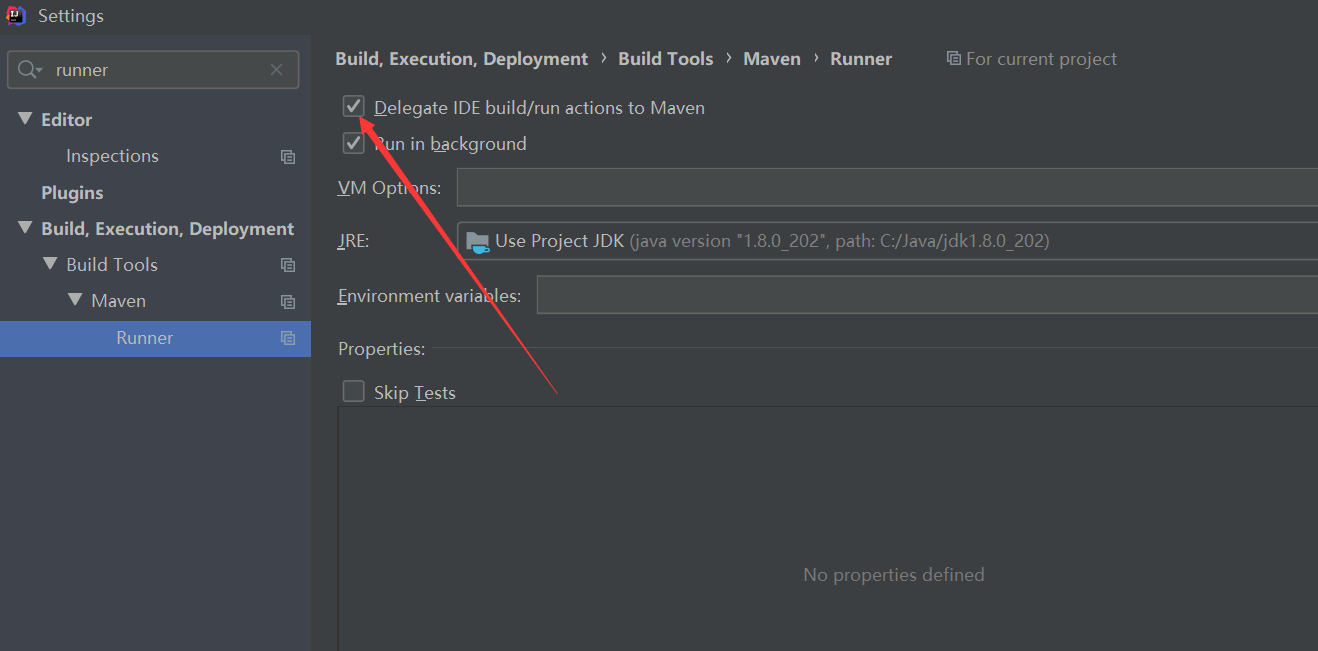 Settings
runner
Editor
Inspections
Plugins
Build, Execution, Deployment
Build Tools
Maven
Runner
Build, Execution, Deployment › Build Tools › Maven › Runner For current project
Delegate IDE build/run actions to Maven
Run in background
VM Options:
JRE: Use Project JDK (java version "1.8.0_202", path: C:/Java/jdk1.8.0_202)
Environment variables:
Properties:
Skip Tests
No properties defined